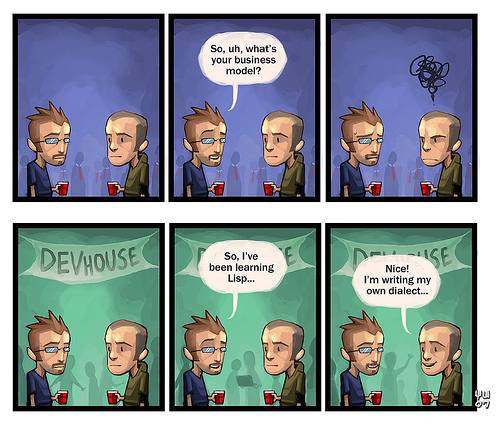 So, uh, what's
your business
model?
DEVHOUSE
So, I've
been learning
Lisp...
Nice!
I'm writing my
own dialect...